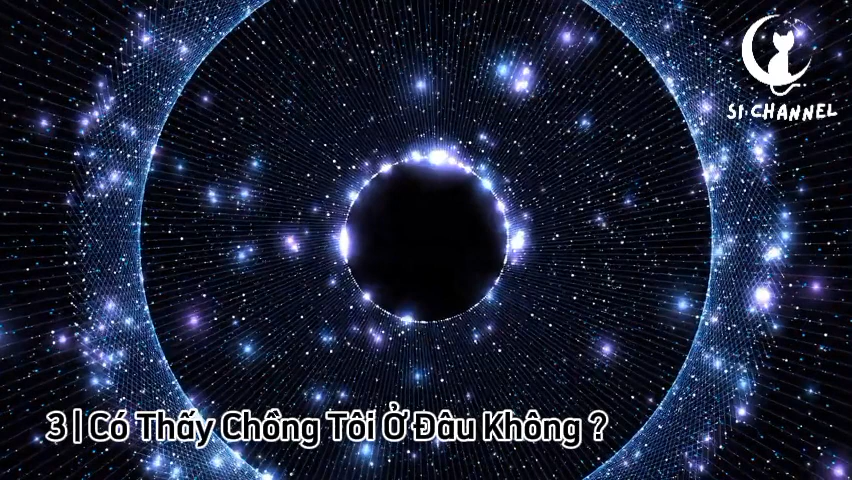 SI CHANNEL
3 | Có Thấy Chồng Tôi Ở Đâu Không ?